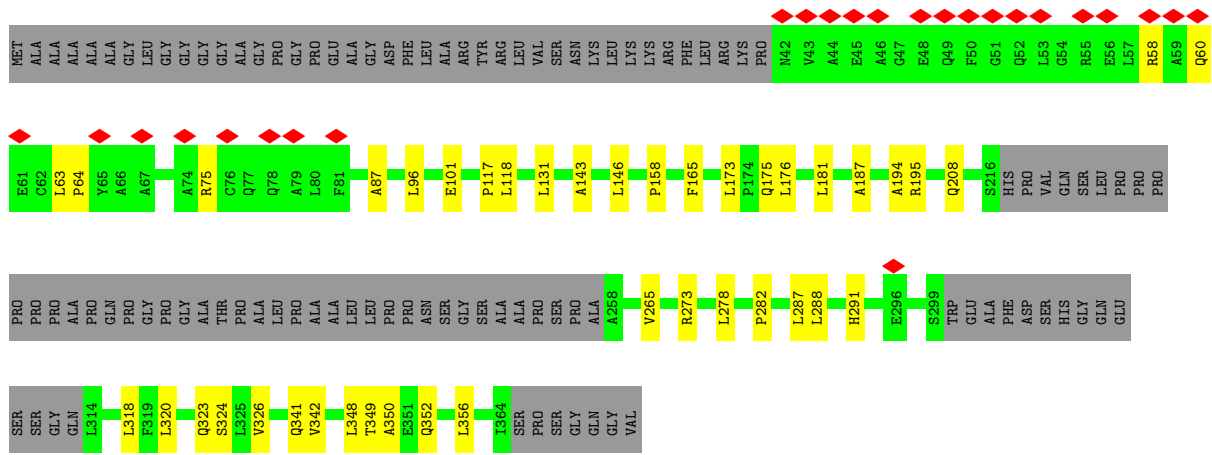 MET ALA ALA ALA ALA ALA ALA GLY LEU GLY GLY GLY GLY ALA GLY PRO GLY PRO GLU ALA GLY ASP PHE LEU ALA ARG TYR ARG LEU VAL SER ASN LYS LEU LYS LYS ARG PHE LEU ARG LYS PRO N42 V43 A44 E45 A46 G47 E48 Q49 F50 G51 Q52 L53 G54 R55 E56 L57 R58 A59 Q60
E61 C62 L63 P64 Y65 A66 A67 A74 R75 C76 Q77 Q78 A79 L80 F81 A87 L96 E101 P117 L118 L131 A143 L146 P158 F165 L173 P174 Q175 L176 L181 A187 A194 R195 Q208 S216 HIS PRO VAL GLN SER LEU PRO PRO PRO
PRO PRO PRO ALA PRO GLN PRO GLY PRO GLY ALA THR PRO ALA LEU PRO ALA ALA LEU LEU PRO PRO ASN SER GLY SER ALA ALA PRO SER PRO ALA A258 V265 R273 L278 P282 L287 L288 H291 E296 S299 TRP GLU ALA PHE ASP SER HIS GLY GLN GLU
SER SER GLY GLN L314 L318 F319 L320 Q323 S324 L325 V326 Q341 V342 L348 T349 A350 E351 Q352 L356 I364 SER PRO SER GLY GLN GLY VAL